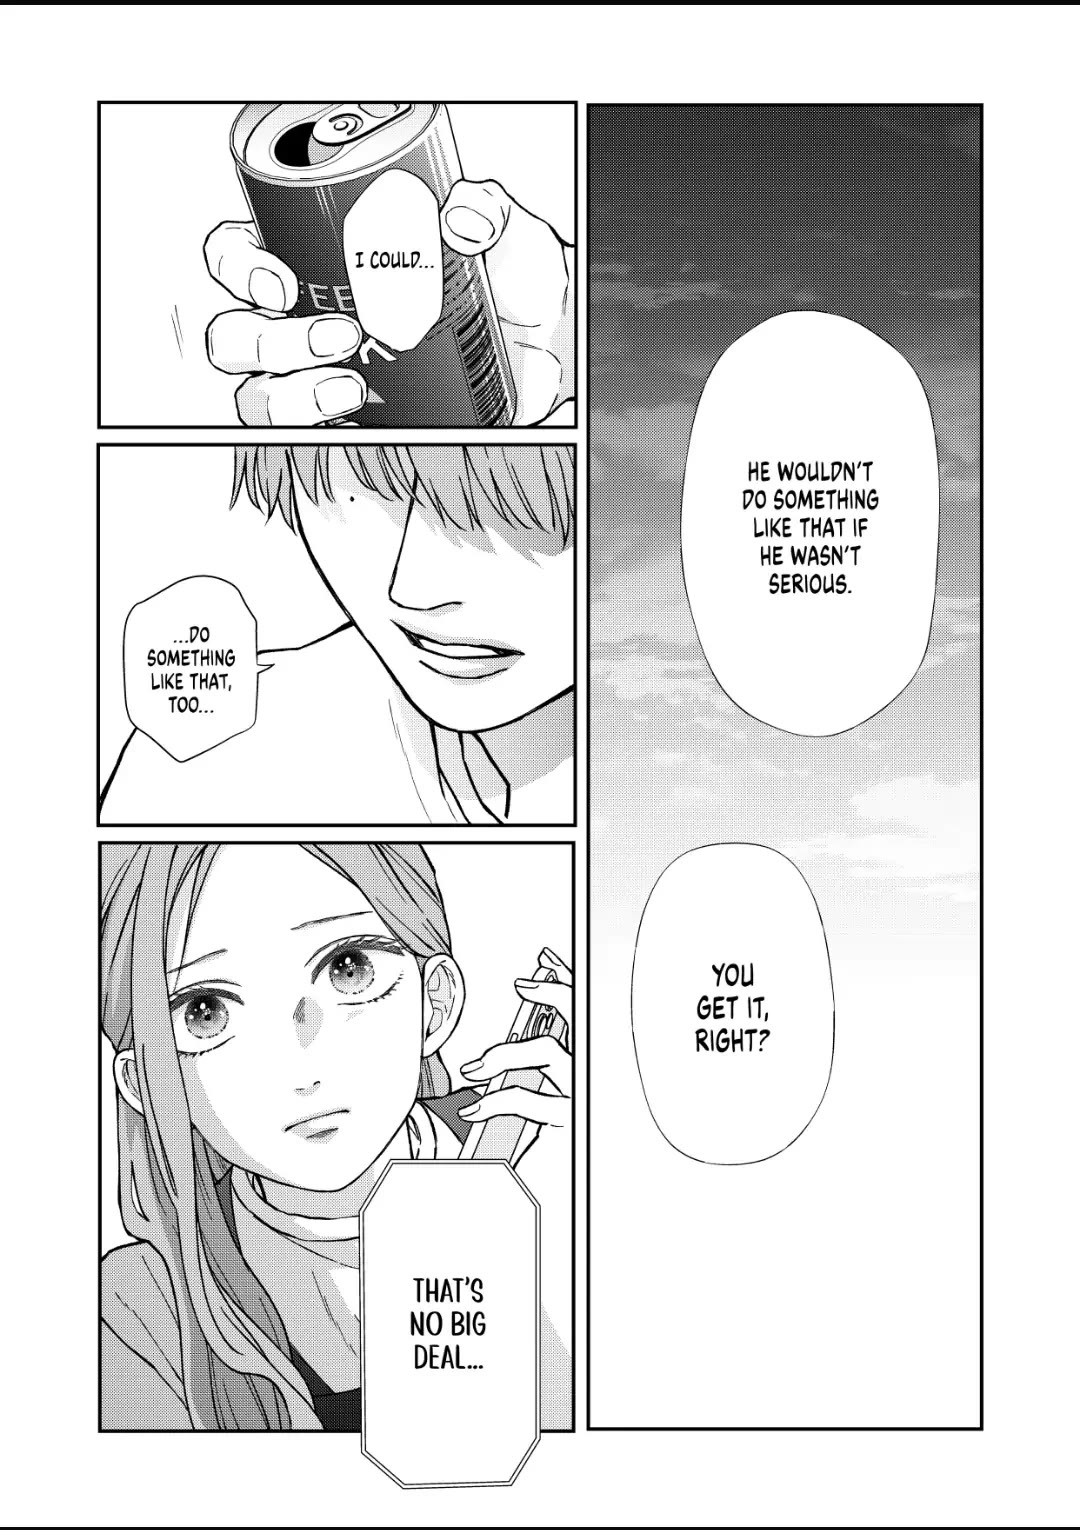 HE WOULDN'T
DO SOMETHING
LIKE THAT IF
HE WASN'T
SERIOUS.
YOU
GET IT,
RIGHT?
I COULD...
...DO
SOMETHING
LIKE THAT,
TOO...
THAT'S
NO BIG
DEAL...